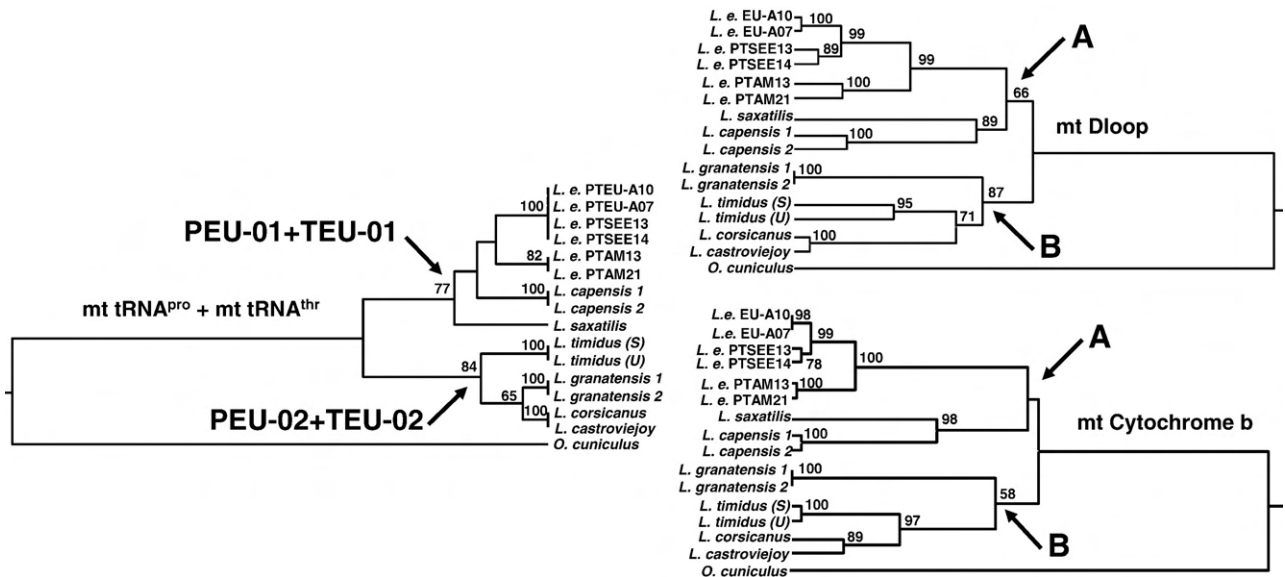 PEU-01+TEU-01
mt tRNAᵖʳᵒ + mt tRNAᵗʰʳ
PEU-02+TEU-02
77
84
100
82
100
100
100
65
100
L. e. PTEU-A10
L. e. PTEU-A07
L. e. PTSEE13
L. e. PTSEE14
L. e. PTAM13
L. e. PTAM21
L. capensis 1
L. capensis 2
L. saxatilis
L. timidus (S)
L. timidus (U)
L. granatensis 1
L. granatensis 2
L. corsicanus
L. castroviejoy
O. cuniculus
L. e. EU-A10
L. e. EU-A07
L. e. PTSEE13
L. e. PTSEE14
L. e. PTAM13
L. e. PTAM21
L. saxatilis
L. capensis 1
L. capensis 2
L. granatensis 1
L. granatensis 2
L. timidus (S)
L. timidus (U)
L. corsicanus
L. castroviejoy
O. cuniculus
100
99
89
99
100
66
89
100
100
87
95
71
100
A
mt Dloop
B
L.e. EU-A10
L.e. EU-A07
L. e. PTSEE13
L. e. PTSEE14
L. e. PTAM13
L. e. PTAM21
L. saxatilis
L. capensis 1
L. capensis 2
L. granatensis 1
L. granatensis 2
L. timidus (S)
L. timidus (U)
L. corsicanus
L. castroviejoy
O. cuniculus
98
99
78
100
100
98
100
100
58
100
97
89
A
mt Cytochrome b
B